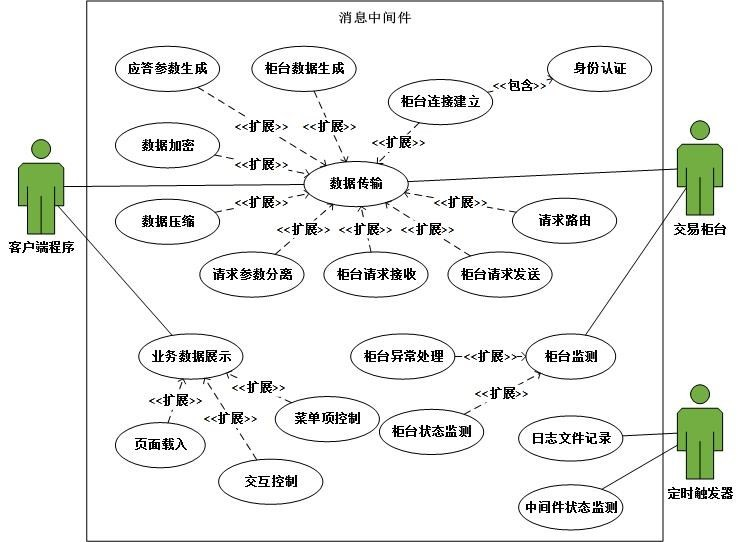 消息中间件
应答参数生成
柜台数据生成
身份认证
<<包含>>
柜台连接建立
<<扩展>>
<<扩展>>
<<扩展>>
数据加密
<<扩展>>
数据传输
<<扩展>>
<<扩展>>
数据压缩
请求路由
<<扩展>>
<<扩展>>
<<扩展>>
客户端程序
交易柜台
请求参数分离
柜台请求接收
柜台请求发送
业务数据展示
柜台异常处理
<<扩展>>
柜台监测
<<扩展>>
<<扩展>>
<<扩展>>
<<扩展>>
菜单项控制
柜台状态监测
日志文件记录
页面载入
交互控制
定时触发器
中间件状态监测